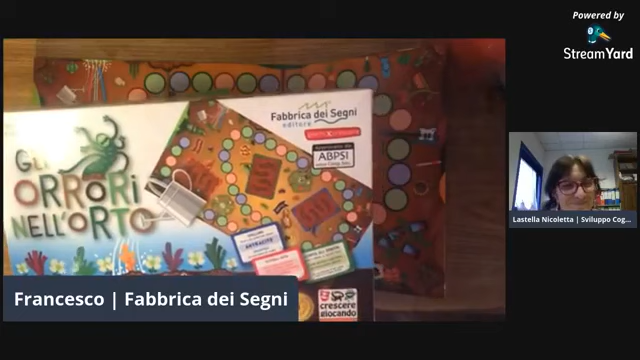 Powered by
StreamYard
Fabbrica dei Segni
editore
ABPSI
GLI
ORRORI
NELL'ORTO
crescere
giocando
Lastella Nicoletta | Sviluppo Cog...
Francesco | Fabbrica dei Segni